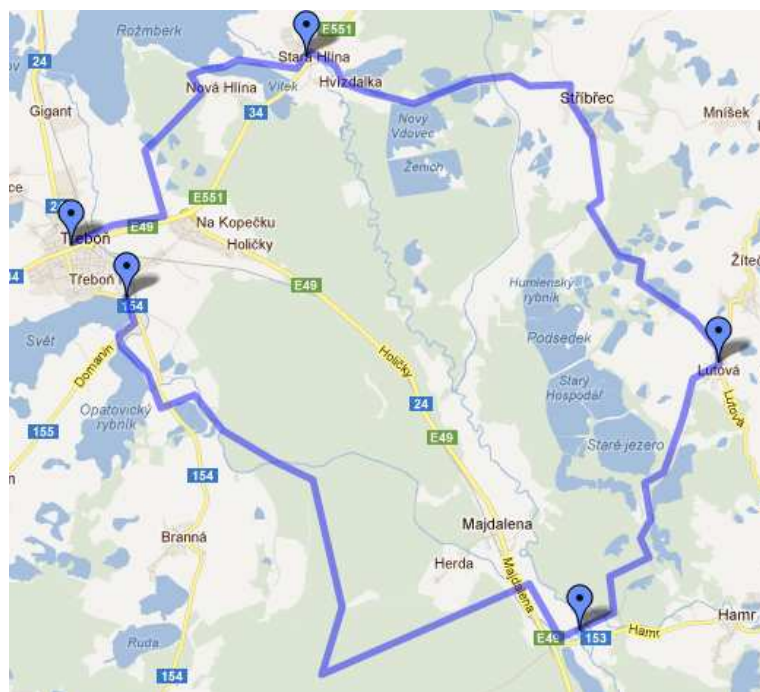 Rožmberk
E551
24
Stará Hlína
Nová Hlína
Vítek
Hvízdalka
Stříbřec
Gigant
34
Nový Vdovec
Mníšek
Ženich
E551
Na Kopečku
E49
Třeboň
Holičky
Žíteč
Třeboň
E49
Humlenský rybník
154
Svět
Podsedek
Domanín
Holičky
Lutová
Starý Hospodář
Opatovický rybník
24
Lutová
155
E49
Staré jezero
154
Majdalena
Branná
Herda
Majdalena
Hamr
E49
153
Hamr
Ruda
154